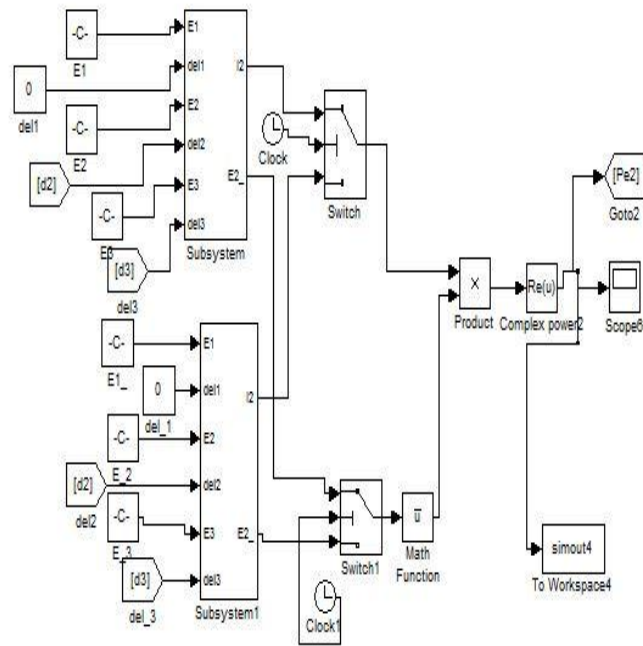 -C-
E1
0
del1
-C-
E2
[d2]
-C-
E3
[d3]
del3
E1
del1
E2
del2
E3
del3
I2
E2_
Subsystem
Clock
Switch
-C-
E1_
0
del_1
-C-
E_2
[d2]
del2
-C-
E_3
[d3]
del_3
E1
del1
E2
del2
E3
del3
I2
E2_
Subsystem1
Switch1
Clock1
u
Math
Function
×
Product
Re(u)
Complex power2
[Pe2]
Goto2
Scope6
simout4
To Workspace4